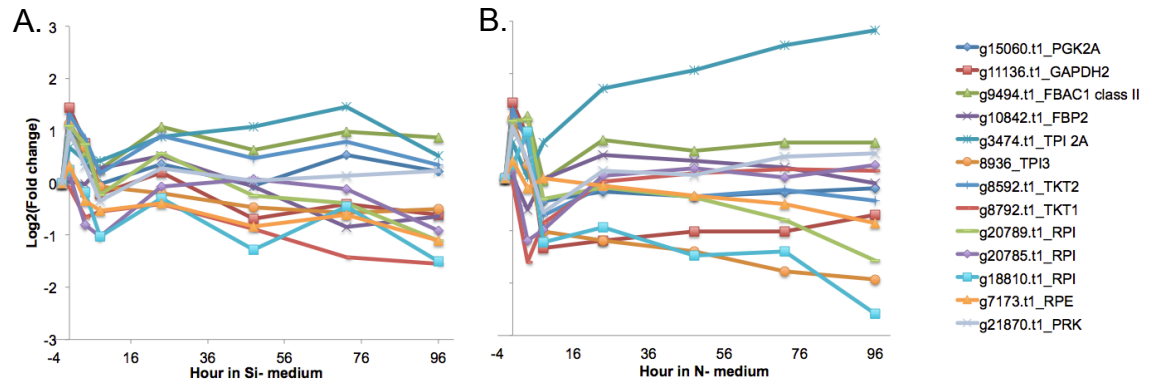 A.
B.
3
2
1
0
-1
-2
-3
Log2(Fold change)
-4 16 36 56 76 96
Hour in Si- medium
-4 16 36 56 76 96
Hour in N- medium
g15060.t1_PGK2A
g11136.t1_GAPDH2
g9494.t1_FBAC1 class II
g10842.t1_FBP2
g3474.t1_TPI 2A
8936_TPI3
g8592.t1_TKT2
g8792.t1_TKT1
g20789.t1_RPI
g20785.t1_RPI
g18810.t1_RPI
g7173.t1_RPE
g21870.t1_PRK